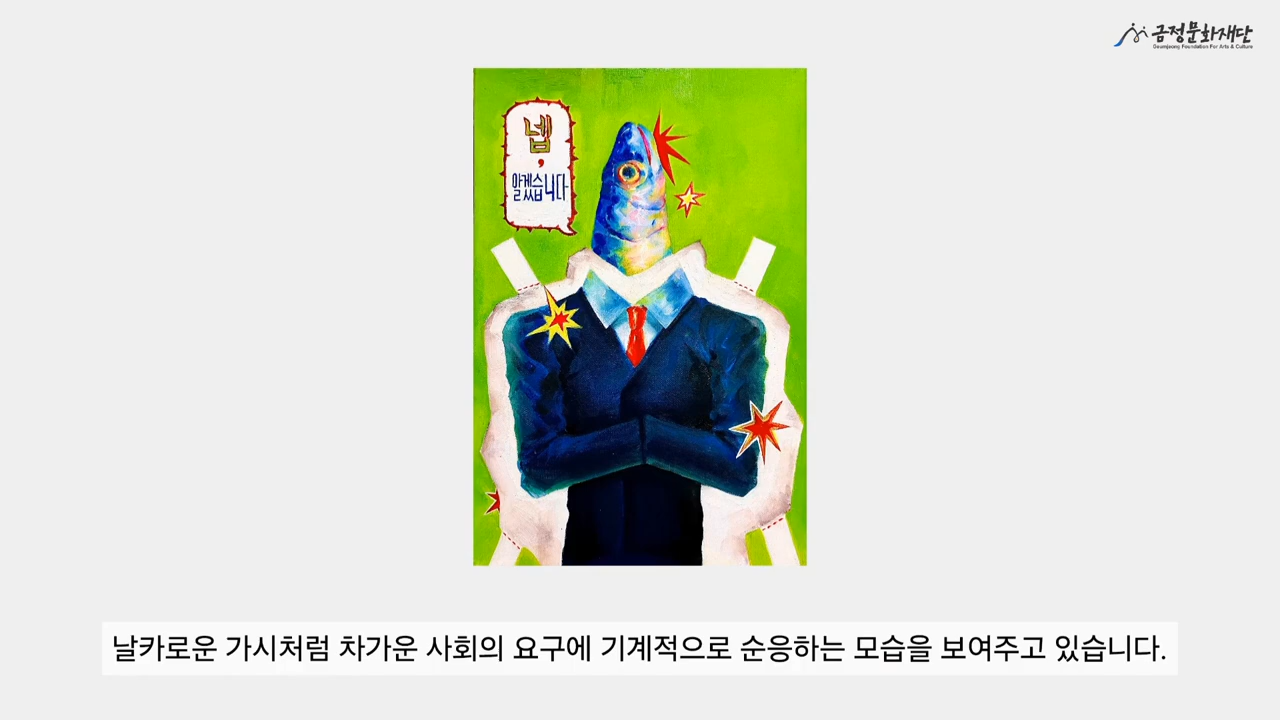 금정문화재단
Geumjeong Foundation For Arts & Culture
넵,
알겠습니다
날카로운 가시처럼 차가운 사회의 요구에 기계적으로 순응하는 모습을 보여주고 있습니다.